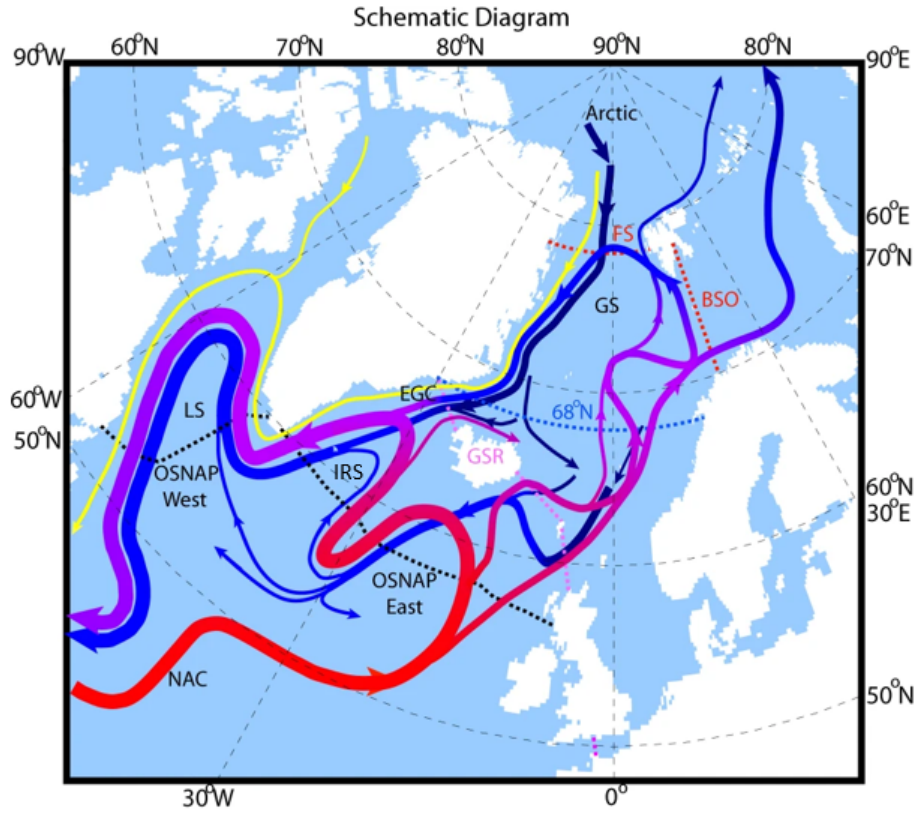 Schematic Diagram
90°W 60°N 70°N 80°N 90°N 80°N 90°E
Arctic
60°E
FS
70°N
BSO
GS
EGC
60°W
LS
68°N
50°N
GSR
IRS
OSNAP
West
60°N
30°E
OSNAP
East
NAC
50°N
30°W 0°